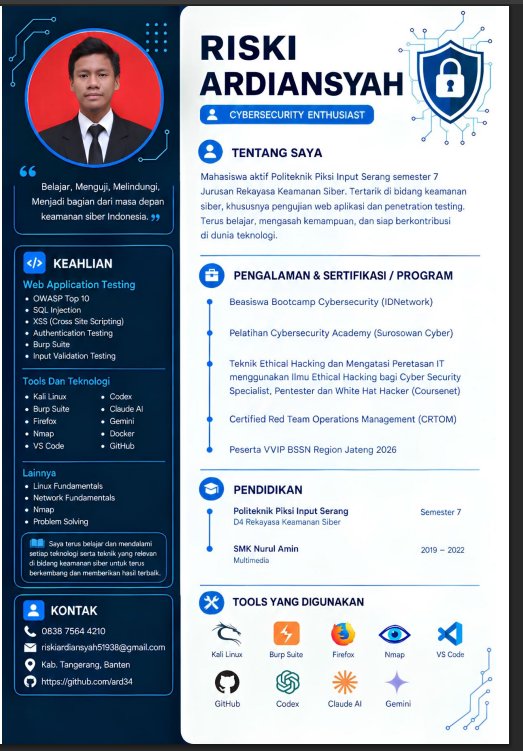 RISKI
ARDIANSYAH
CYBERSECURITY ENTHUSIAST
“ Belajar, Menguji, Melindungi,
Menjadi bagian dari masa depan
keamanan siber Indonesia. ”
</> KEAHLIAN
Web Application Testing
• OWASP Top 10
• SQL Injection
• XSS (Cross Site Scripting)
• Authentication Testing
• Burp Suite
• Input Validation Testing
Tools Dan Teknologi
• Kali Linux
• Burp Suite
• Firefox
• Nmap
• VS Code
• Codex
• Claude AI
• Gemini
• Docker
• GitHub
Lainnya
• Linux Fundamentals
• Network Fundamentals
• Nmap
• Problem Solving
Saya terus belajar dan mendalami
setiap teknologi serta teknik yang relevan
di bidang keamanan siber untuk terus
berkembang dan memberikan hasil terbaik.
KONTAK
0838 7564 4210
riskiardiansyah51938@gmail.com
Kab. Tangerang, Banten
https://github.com/ard34
TENTANG SAYA
Mahasiswa aktif Politeknik Piksi Input Serang semester 7
Jurusan Rekayasa Keamanan Siber. Tertarik di bidang keamanan
siber, khususnya pengujian web aplikasi dan penetration testing.
Terus belajar, mengasah kemampuan, dan siap berkontribusi
di dunia teknologi.
PENGALAMAN & SERTIFIKASI / PROGRAM
Beasiswa Bootcamp Cybersecurity (IDNetwork)
Pelatihan Cybersecurity Academy (Surosowan Cyber)
Teknik Ethical Hacking dan Mengatasi Peretasan IT
menggunakan Ilmu Ethical Hacking bagi Cyber Security
Specialist, Pentester dan White Hat Hacker (Coursenet)
Certified Red Team Operations Management (CRTOM)
Peserta VVIP BSSN Region Jateng 2026
PENDIDIKAN
Politeknik Piksi Input Serang Semester 7
D4 Rekayasa Keamanan Siber
SMK Nurul Amin 2019 – 2022
Multimedia
TOOLS YANG DIGUNAKAN
Kali Linux Burp Suite Firefox Nmap VS Code
GitHub Codex Claude AI Gemini